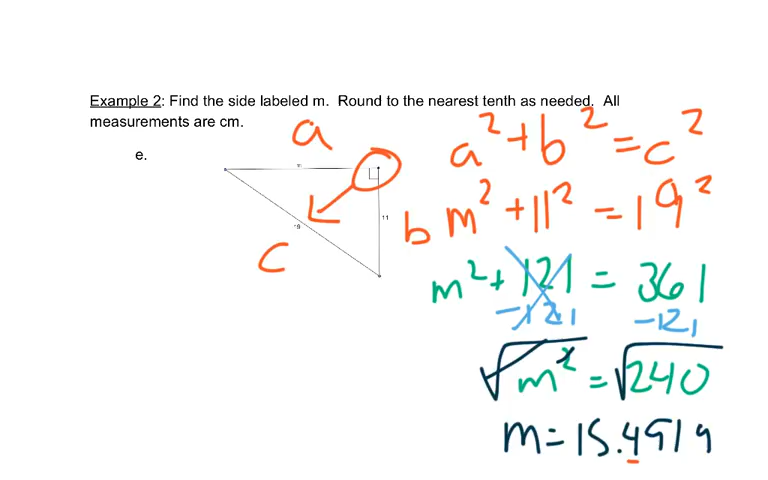 Example 2: Find the side labeled m. Round to the nearest tenth as needed. All
measurements are cm.
e.
a
m
11
19
b
c
a² + b² = c²
m² + 11² = 19²
m² + 121 = 361
-121 -121
√m² = √240
m = 15.4919